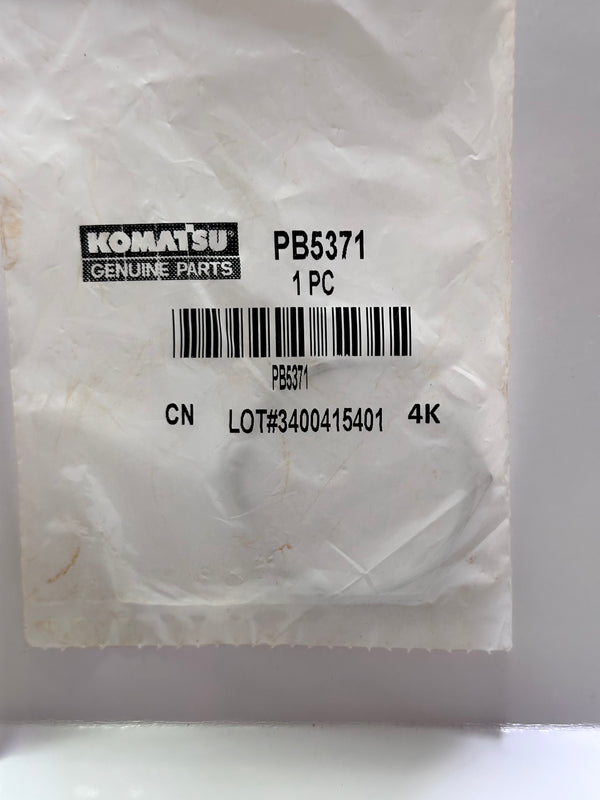 KOMATSU®
GENUINE PARTS
PB5371
1 PC
PB5371
CN LOT#3400415401 4K